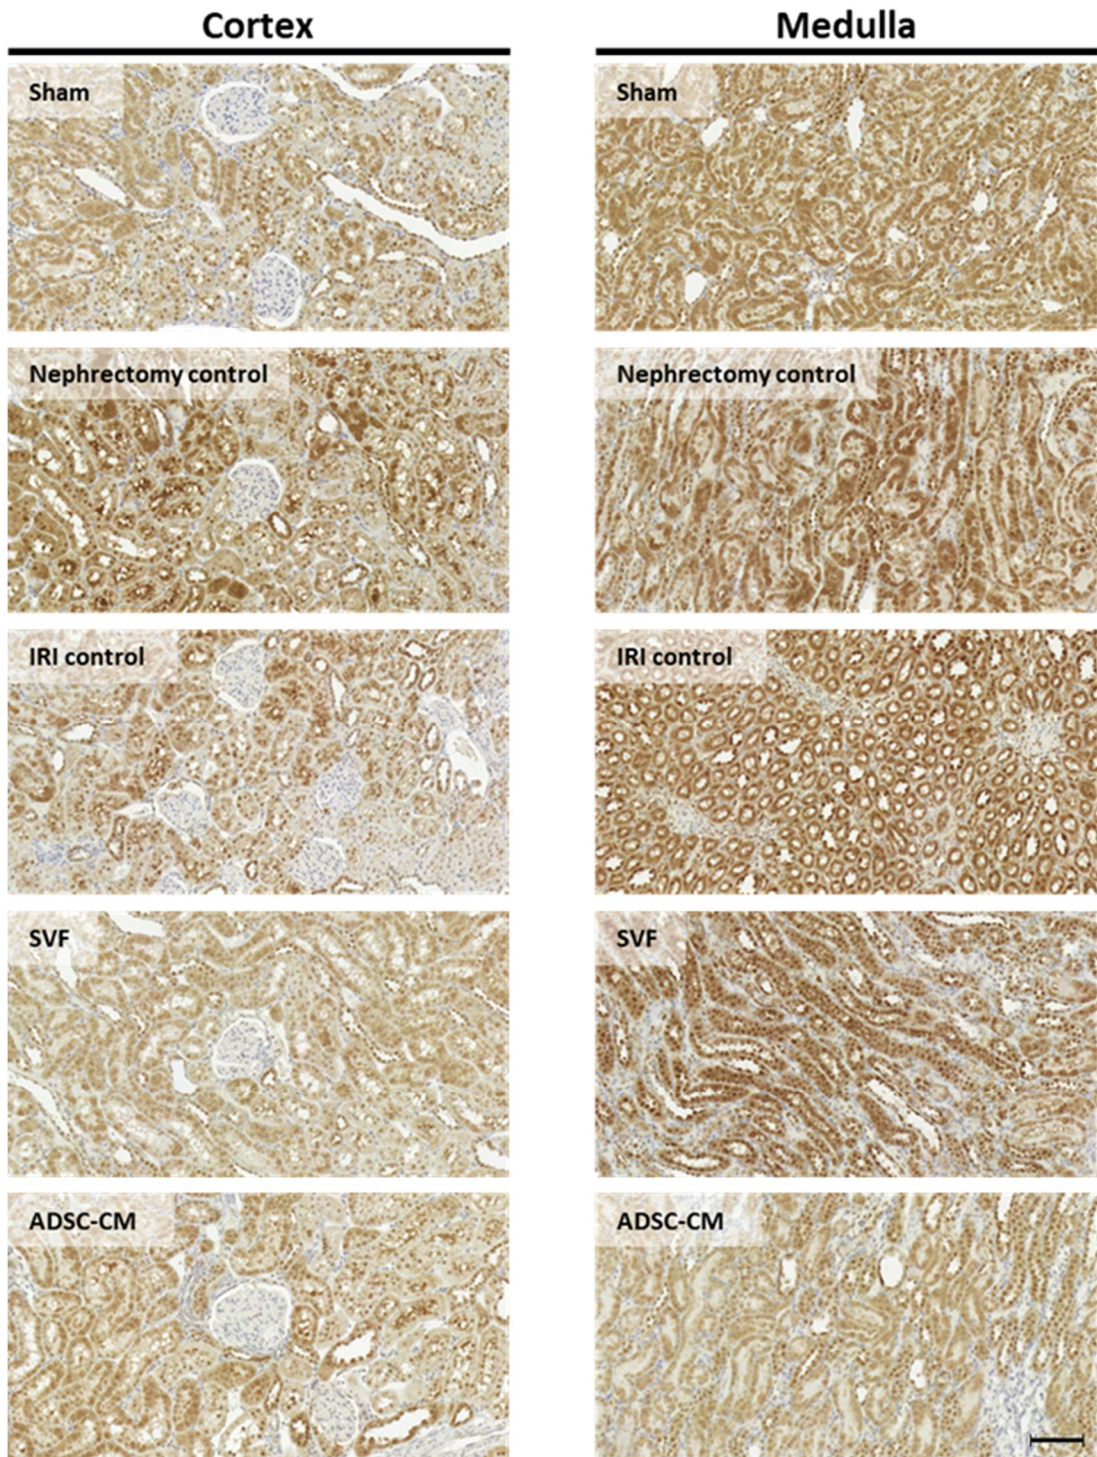 Cortex
Medulla
Sham
Sham
Nephrectomy control
Nephrectomy control
IRI control
IRI control
SVF
SVF
ADSC-CM
ADSC-CM